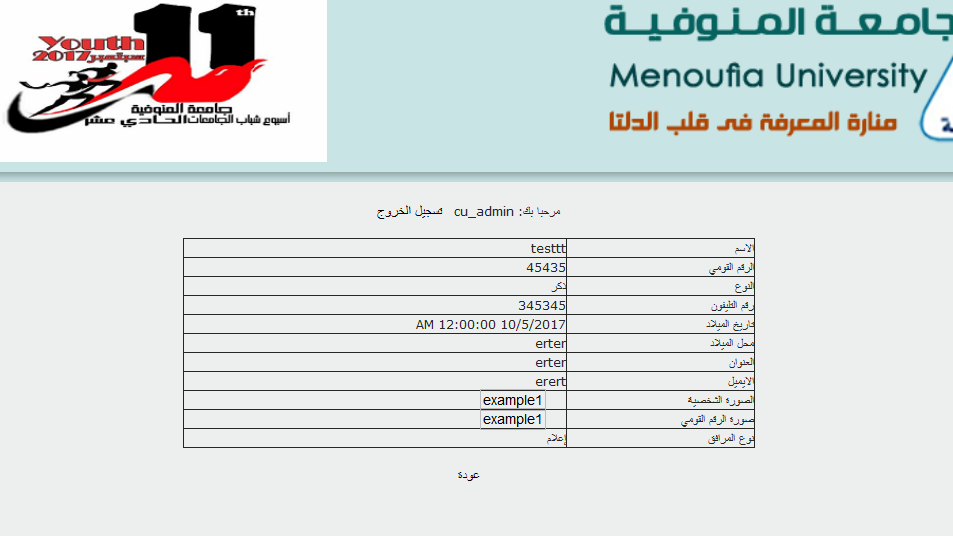 11th
Youth
سبتمبر2017
جامعة المنوفية
أسبوع شباب الجامعات الحادي عشر
جامعة المنوفية
Menoufia University
منارة المعرفة فى قلب الدلتا
مرحبا بك: cu_admin تسجيل الخروج
الاسم testtt
الرقم القومي 45435
النوع ذكر
رقم التليفون 345345
تاريخ الميلاد 10/5/2017 12:00:00 AM
محل الميلاد erter
العنوان erter
الايميل erert
الصورة الشخصية example1
صورة الرقم القومي example1
نوع المرافق إعلام
عودة